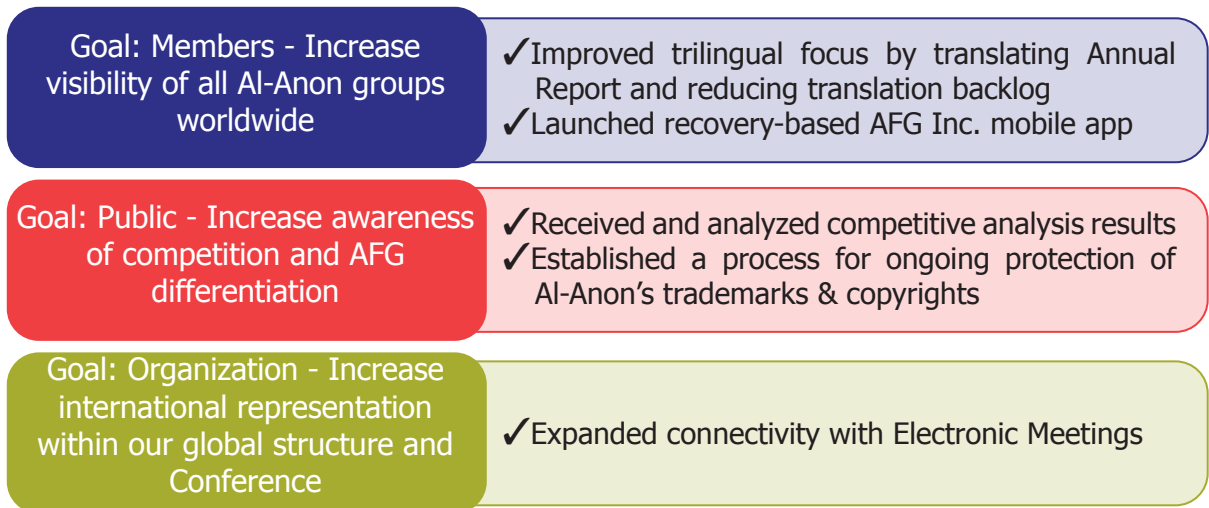 Goal: Members - Increase
visibility of all Al-Anon groups
worldwide
✓Improved trilingual focus by translating Annual
Report and reducing translation backlog
✓Launched recovery-based AFG Inc. mobile app
Goal: Public - Increase awareness
of competition and AFG
differentiation
✓Received and analyzed competitive analysis results
✓Established a process for ongoing protection of
Al-Anon’s trademarks & copyrights
Goal: Organization - Increase
international representation
within our global structure and
Conference
✓Expanded connectivity with Electronic Meetings